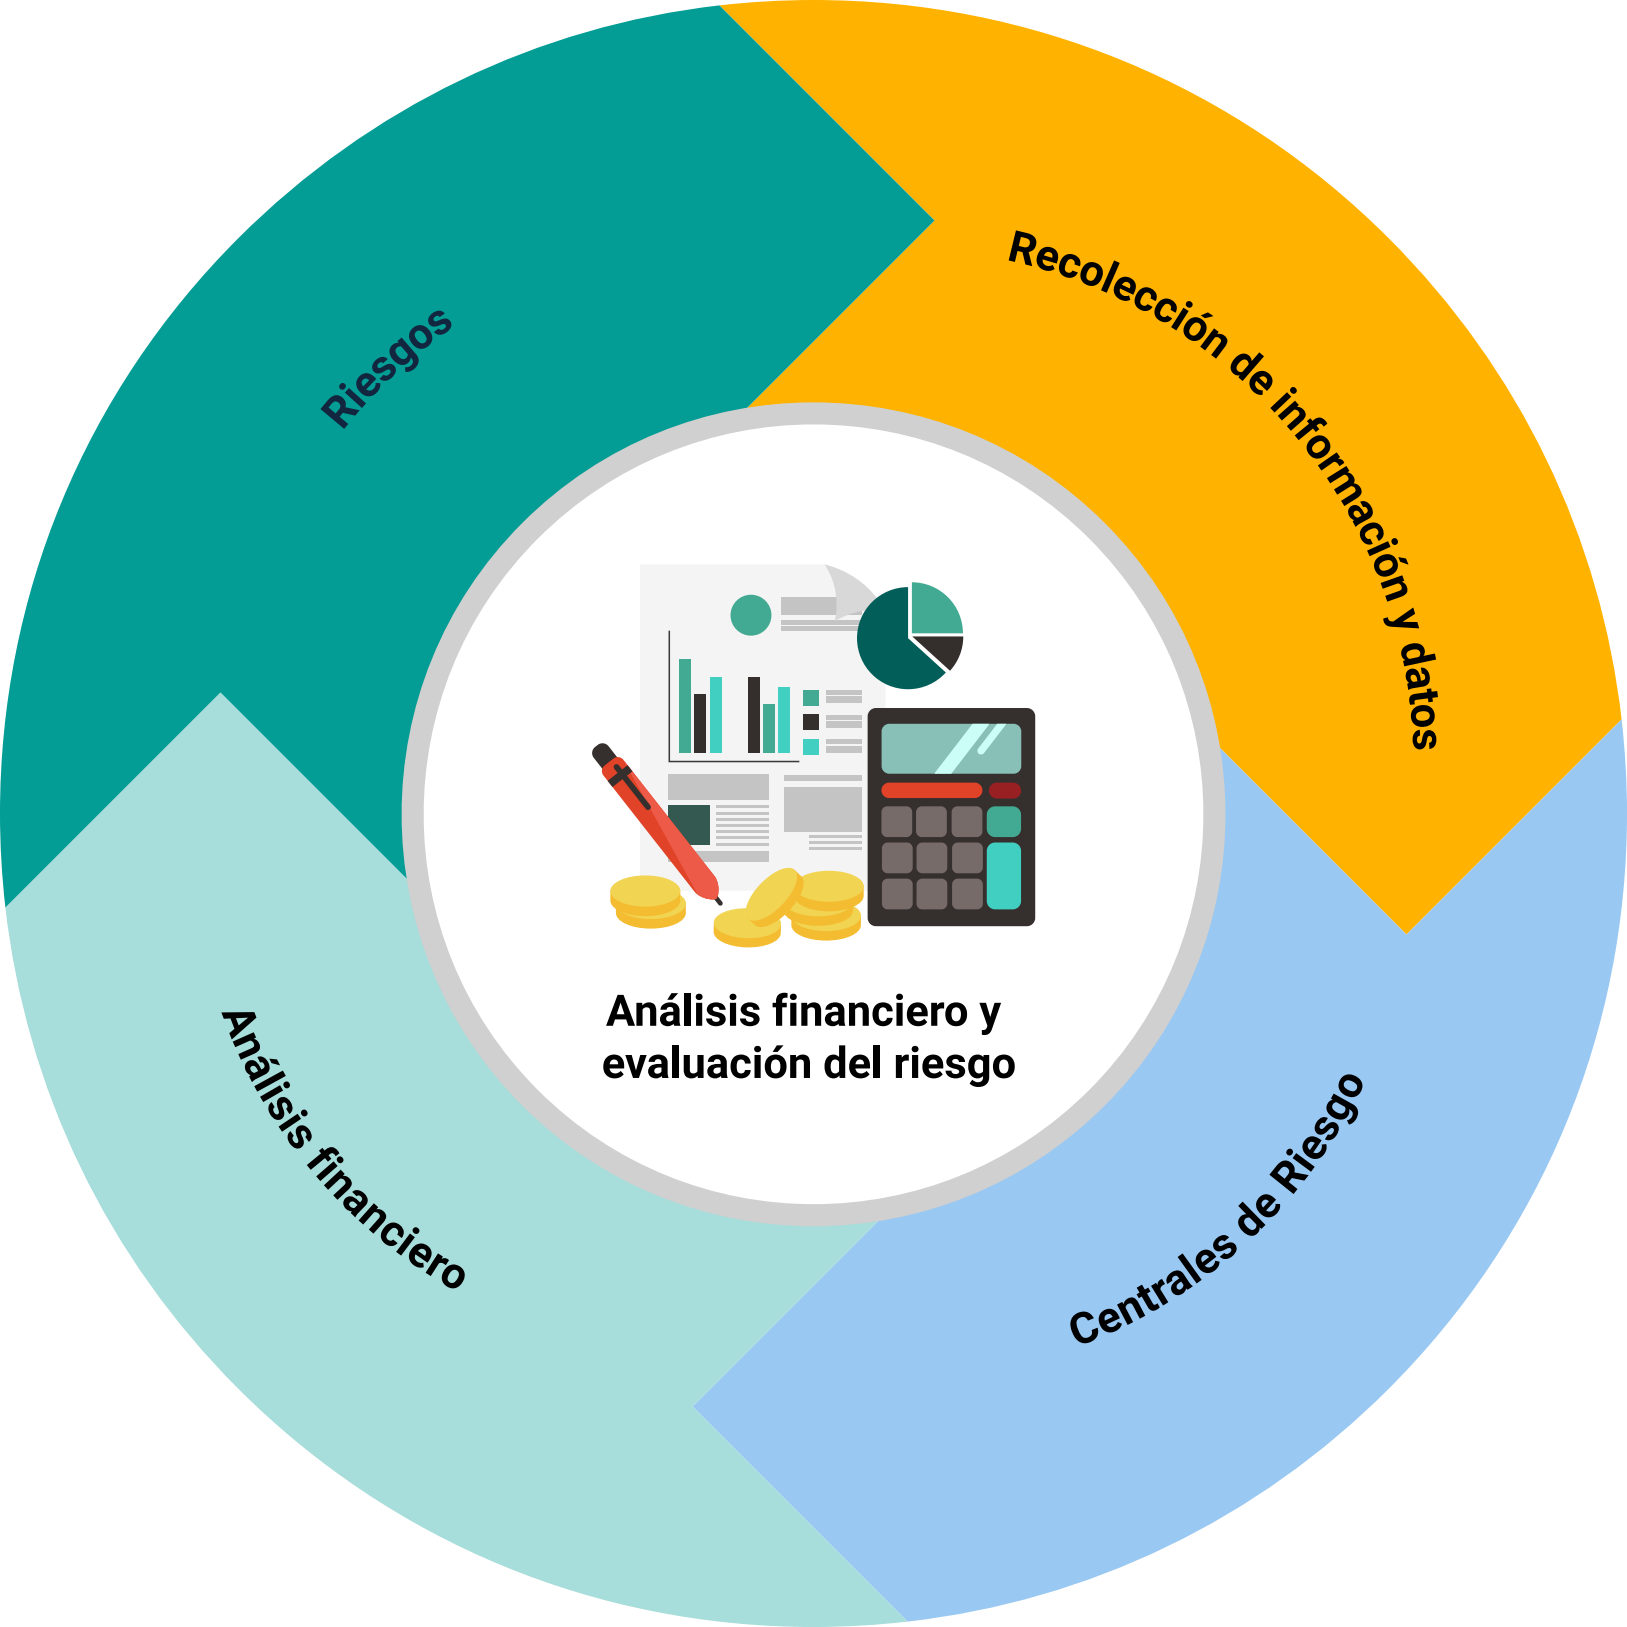 Riesgos
Recolección de información y datos
Centrales de Riesgo
Análisis financiero
Análisis financiero y
evaluación del riesgo